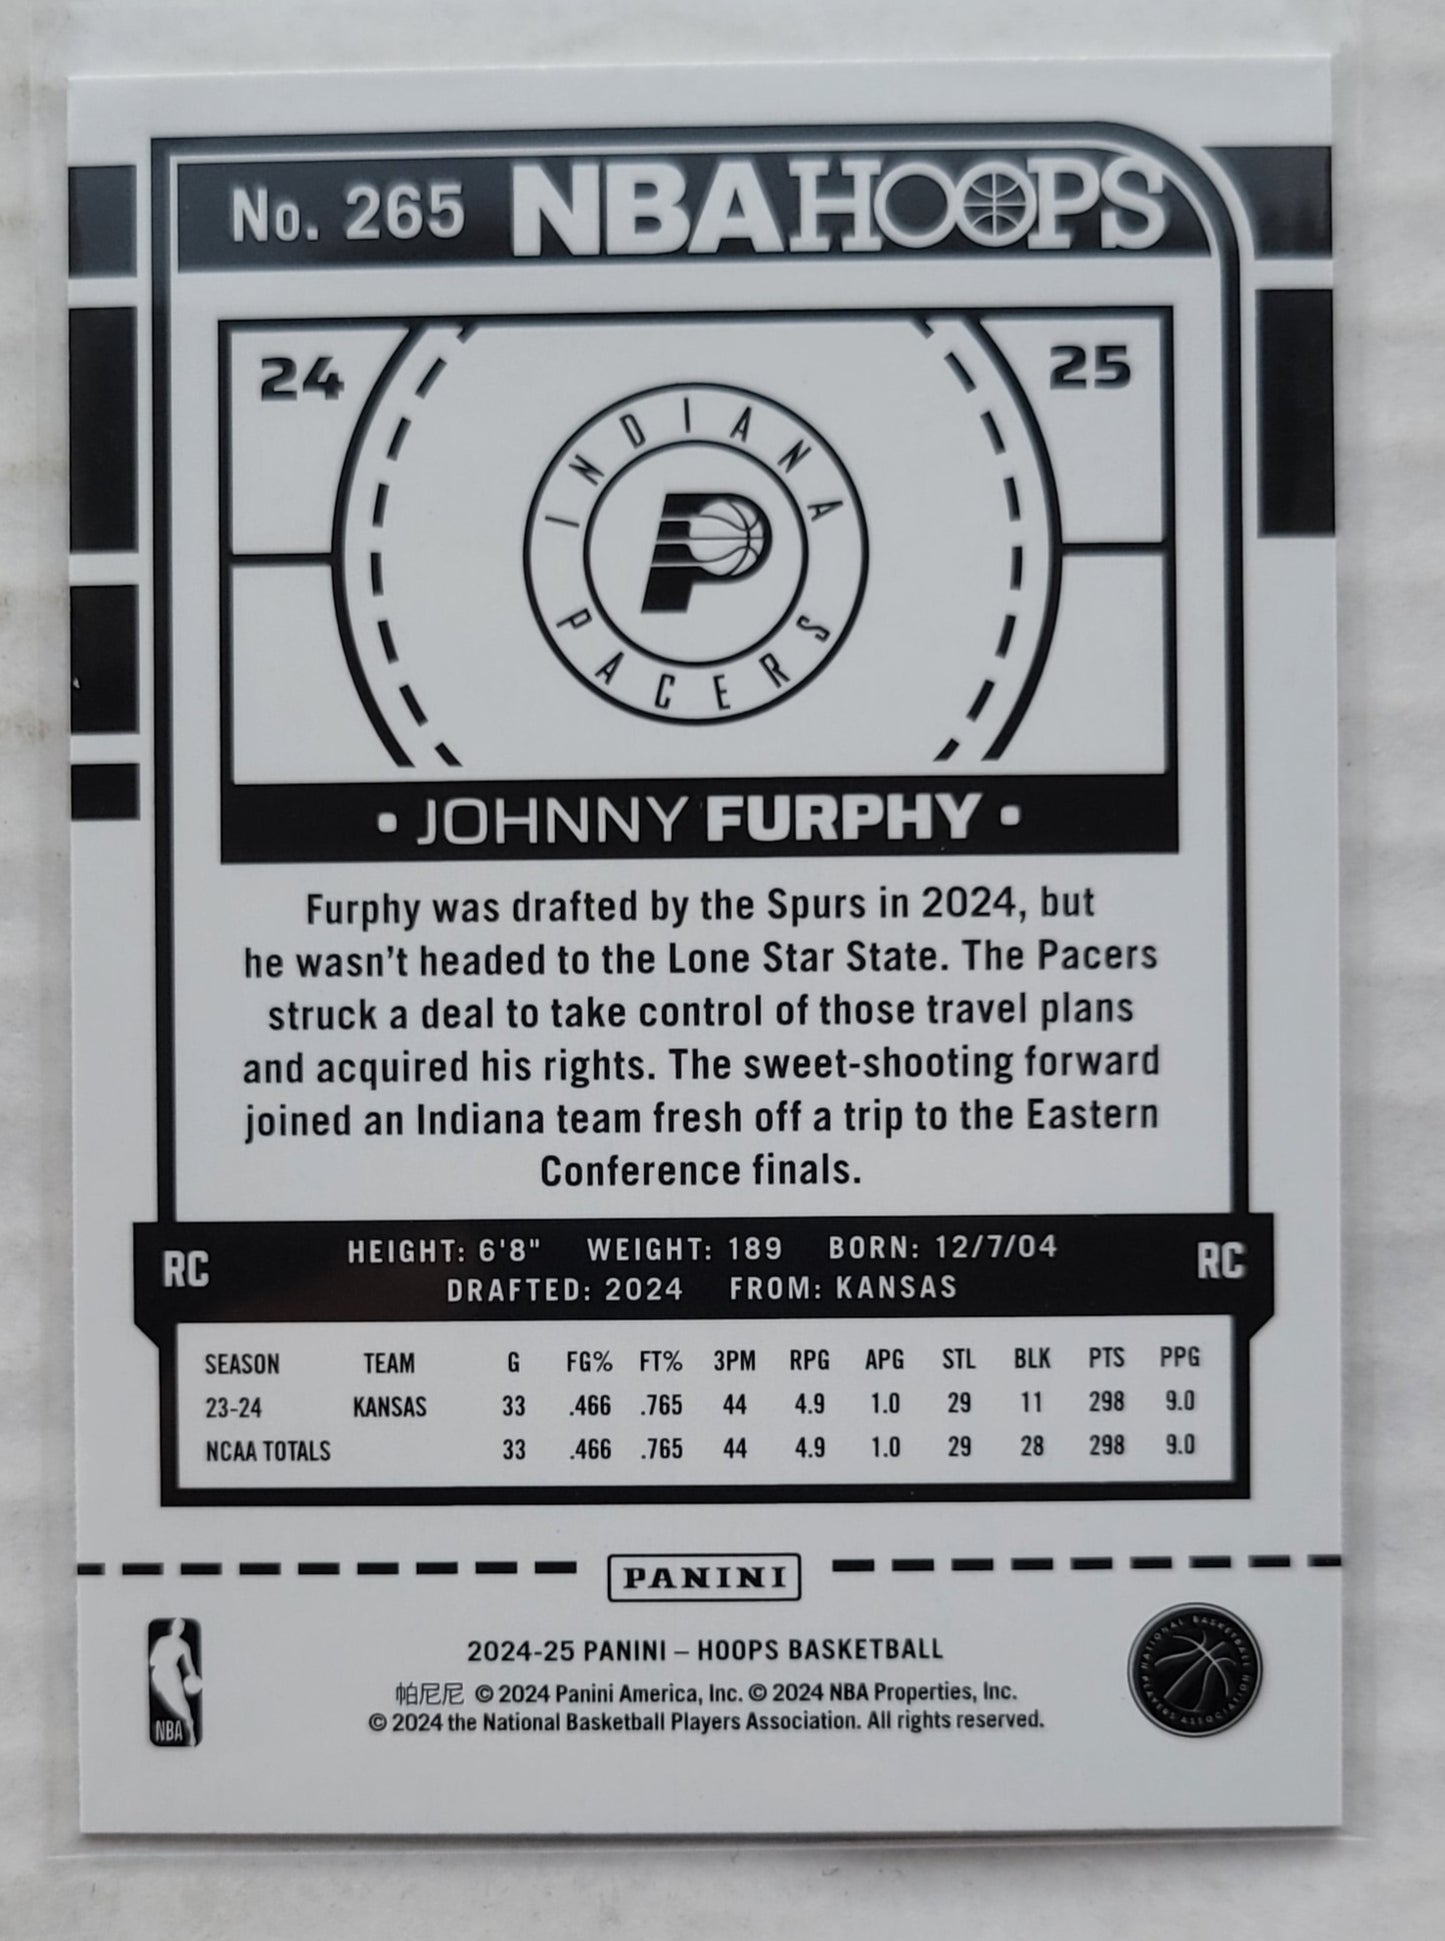 No. 265 NBA HOOPS
24 25
INDIANA
PACERS
• JOHNNY FURPHY •
Furphy was drafted by the Spurs in 2024, but
he wasn't headed to the Lone Star State. The Pacers
struck a deal to take control of those travel plans
and acquired his rights. The sweet-shooting forward
joined an Indiana team fresh off a trip to the Eastern
Conference finals.
RC HEIGHT: 6'8" WEIGHT: 189 BORN: 12/7/04 RC
DRAFTED: 2024 FROM: KANSAS
SEASON TEAM G FG% FT% 3PM RPG APG STL BLK PTS PPG
23-24 KANSAS 33 .466 .765 44 4.9 1.0 29 11 298 9.0
NCAA TOTALS 33 .466 .765 44 4.9 1.0 29 28 298 9.0
PANINI
2024-25 PANINI – HOOPS BASKETBALL
帕尼尼 © 2024 Panini America, Inc. © 2024 NBA Properties, Inc.
© 2024 the National Basketball Players Association. All rights reserved.
NBA
NATIONAL BASKETBALL PLAYERS ASSOCIATION